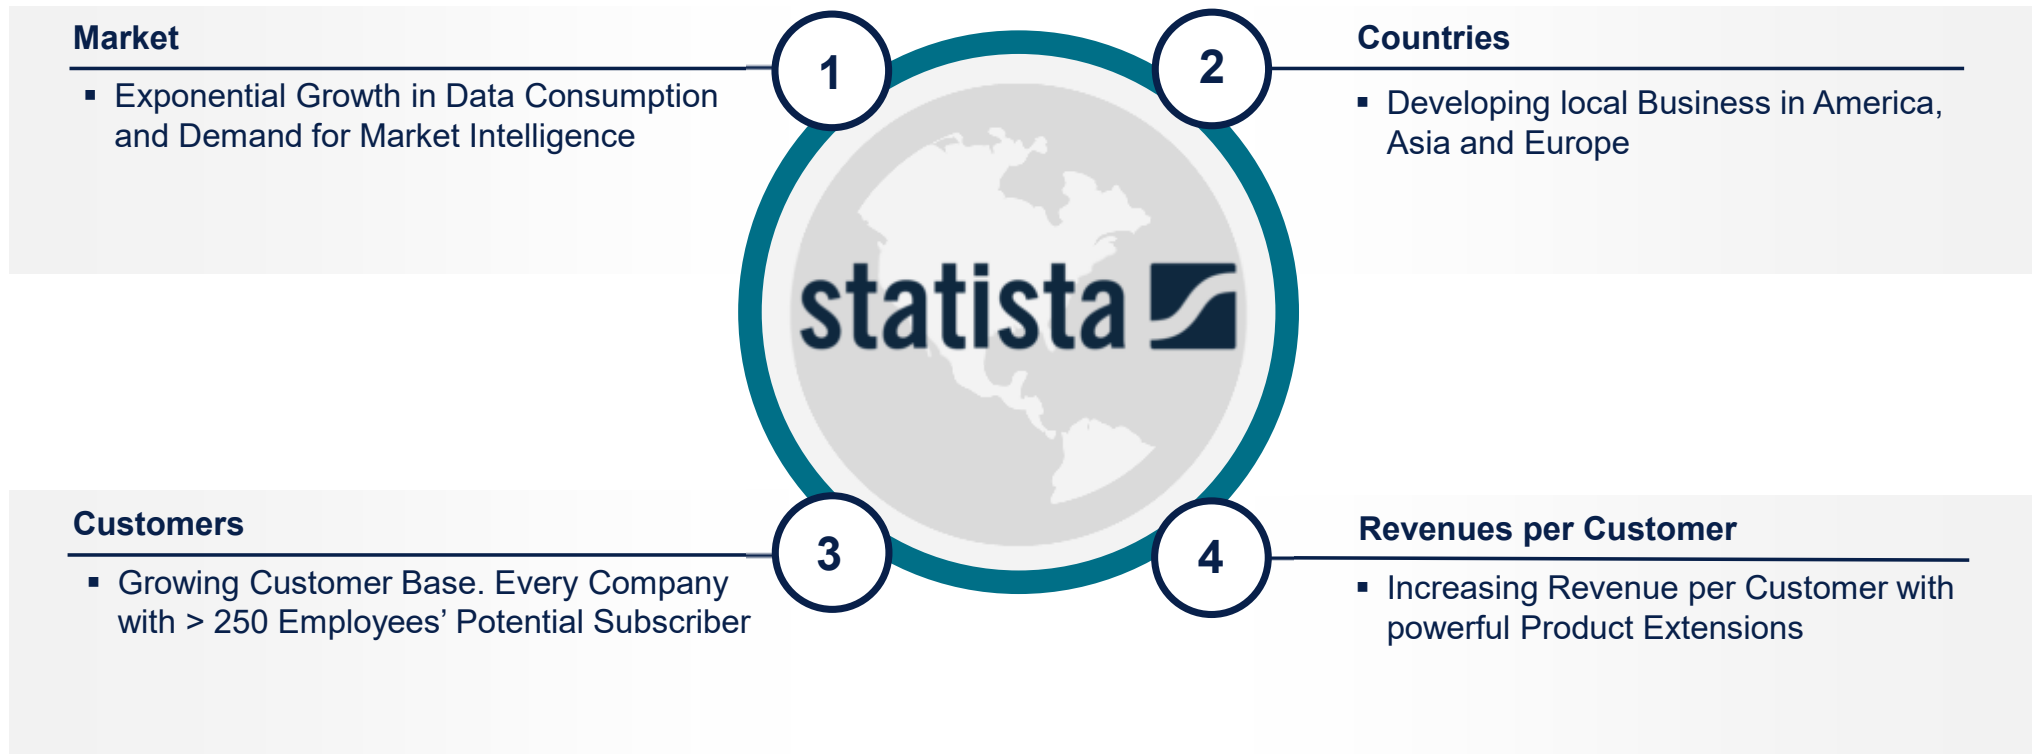 Market
1
▪ Exponential Growth in Data Consumption
and Demand for Market Intelligence
2
Countries
▪ Developing local Business in America,
Asia and Europe
statista
Customers
3
▪ Growing Customer Base. Every Company
with > 250 Employees’ Potential Subscriber
4
Revenues per Customer
▪ Increasing Revenue per Customer with
powerful Product Extensions